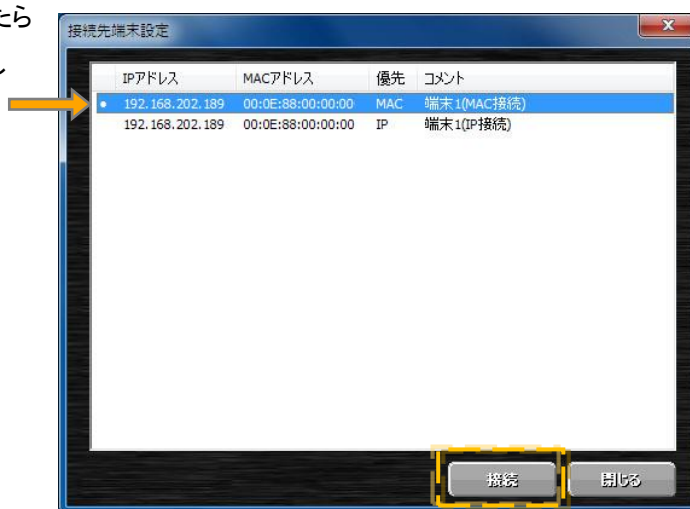 たら
接続先端末設定
IPアドレス MACアドレス 優先 コメント
192.168.202.189 00:0E:88:00:00:00 MAC 端末1(MAC接続)
192.168.202.189 00:0E:88:00:00:00 IP 端末1(IP接続)
接続 閉じる